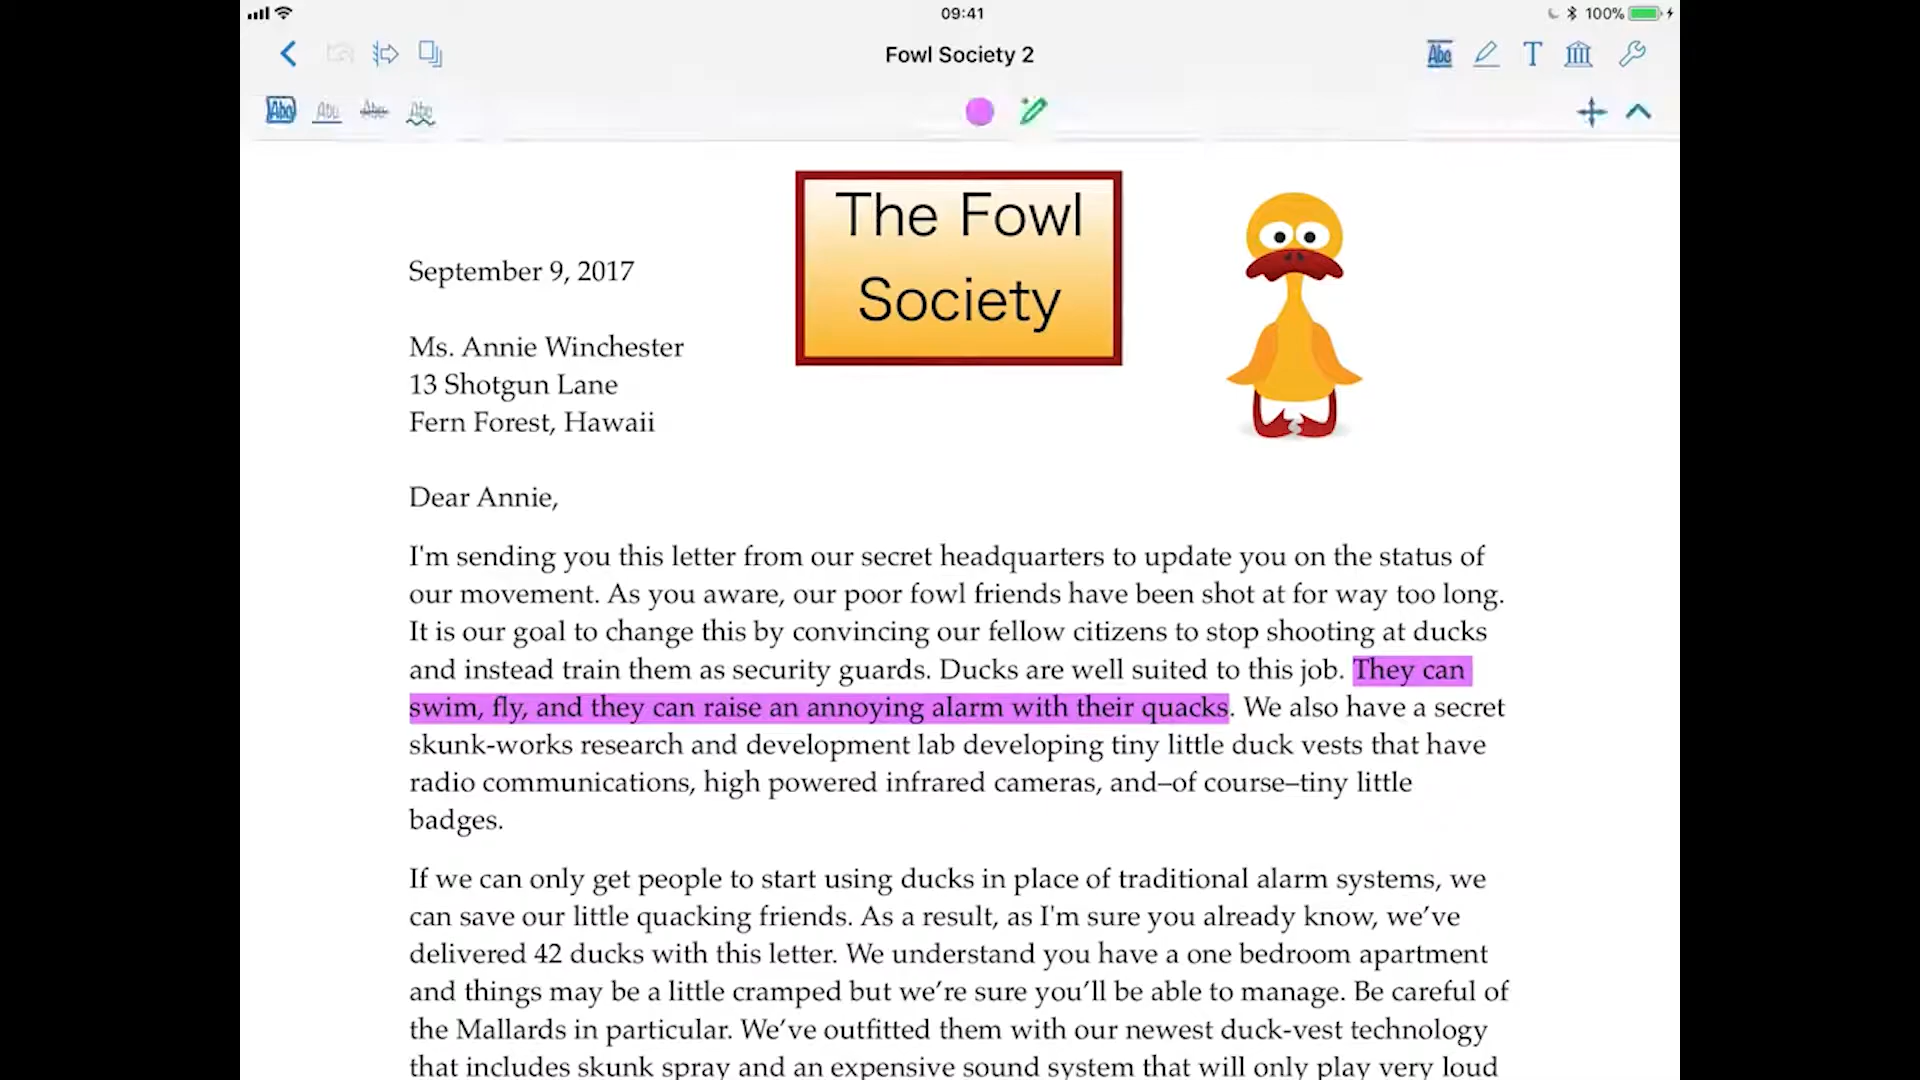 09:41
100%
Fowl Society 2
Abc
T
Abc
Abc
Abc
Abc
The Fowl
Society
September 9, 2017
Ms. Annie Winchester
13 Shotgun Lane
Fern Forest, Hawaii
Dear Annie,
I'm sending you this letter from our secret headquarters to update you on the status of
our movement. As you aware, our poor fowl friends have been shot at for way too long.
It is our goal to change this by convincing our fellow citizens to stop shooting at ducks
and instead train them as security guards. Ducks are well suited to this job. They can
swim, fly, and they can raise an annoying alarm with their quacks. We also have a secret
skunk-works research and development lab developing tiny little duck vests that have
radio communications, high powered infrared cameras, and–of course–tiny little
badges.
If we can only get people to start using ducks in place of traditional alarm systems, we
can save our little quacking friends. As a result, as I'm sure you already know, we’ve
delivered 42 ducks with this letter. We understand you have a one bedroom apartment
and things may be a little cramped but we’re sure you’ll be able to manage. Be careful of
the Mallards in particular. We’ve outfitted them with our newest duck-vest technology
that includes skunk spray and an expensive sound system that will only play very loud